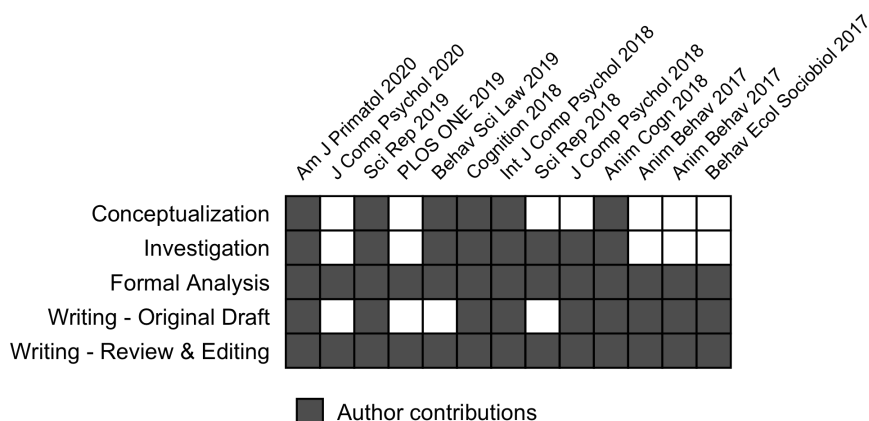 Am J Primatol 2020
J Comp Psychol 2020
Sci Rep 2019
PLOS ONE 2019
Behav Sci Law 2019
Cognition 2018
Int J Comp Psychol 2018
Sci Rep 2018
J Comp Psychol 2018
Anim Cogn 2018
Anim Behav 2017
Anim Behav 2017
Behav Ecol Sociobiol 2017
Conceptualization
Investigation
Formal Analysis
Writing - Original Draft
Writing - Review & Editing
Author contributions